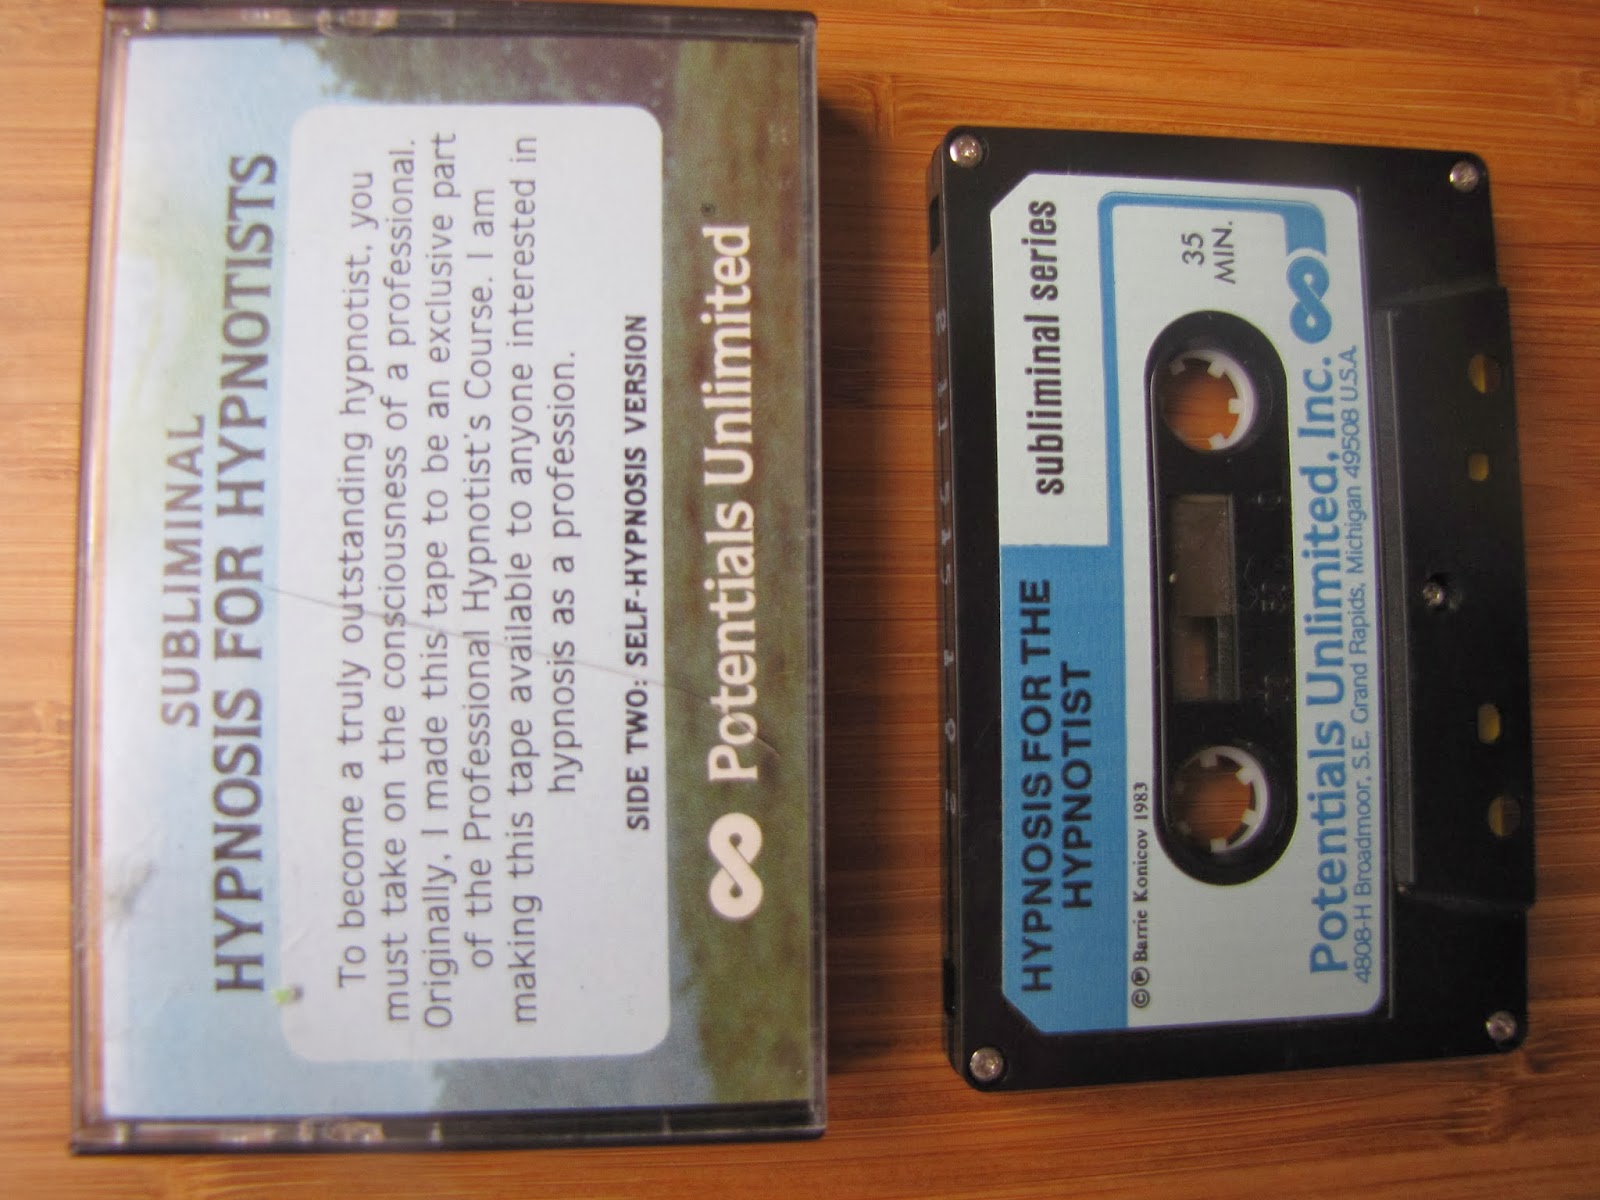 SUBLIMINAL
HYPNOSIS FOR HYPNOTISTS
To become a truly outstanding hypnotist, you
must take on the consciousness of a professional.
Originally, I made this tape to be an exclusive part
of the Professional Hypnotist's Course. I am
making this tape available to anyone interested in
hypnosis as a profession.
SIDE TWO: SELF-HYPNOSIS VERSION
Potentials Unlimited®
HYPNOSIS FOR THE
HYPNOTIST
subliminal series
©℗ Barrie Konicov 1983
35
MIN.
Potentials Unlimited, Inc.
4808-H Broadmoor, S.E. Grand Rapids, Michigan 49508 U.S.A.